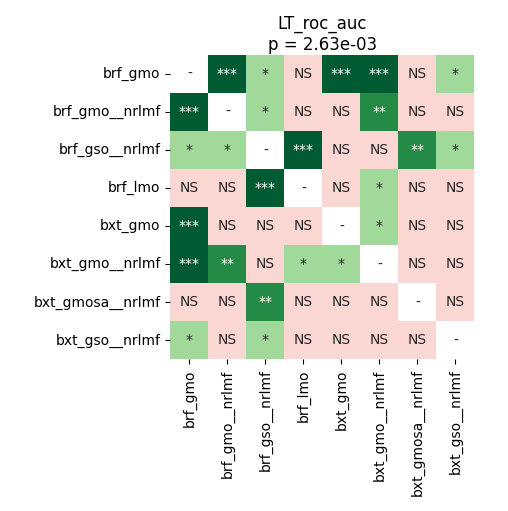 LT_roc_auc
p = 2.63e-03
brf_gmo - *** * NS *** *** NS *
brf_gmo__nrlmf *** - * NS NS ** NS NS
brf_gso__nrlmf * * - *** NS NS ** *
brf_lmo NS NS *** - NS * NS NS
bxt_gmo *** NS NS NS - * NS NS
bxt_gmo__nrlmf *** ** NS * * - NS NS
bxt_gmosa__nrlmf NS NS ** NS NS NS - NS
bxt_gso__nrlmf * NS * NS NS NS NS -
brf_gmo
brf_gmo__nrlmf
brf_gso__nrlmf
brf_lmo
bxt_gmo
bxt_gmo__nrlmf
bxt_gmosa__nrlmf
bxt_gso__nrlmf